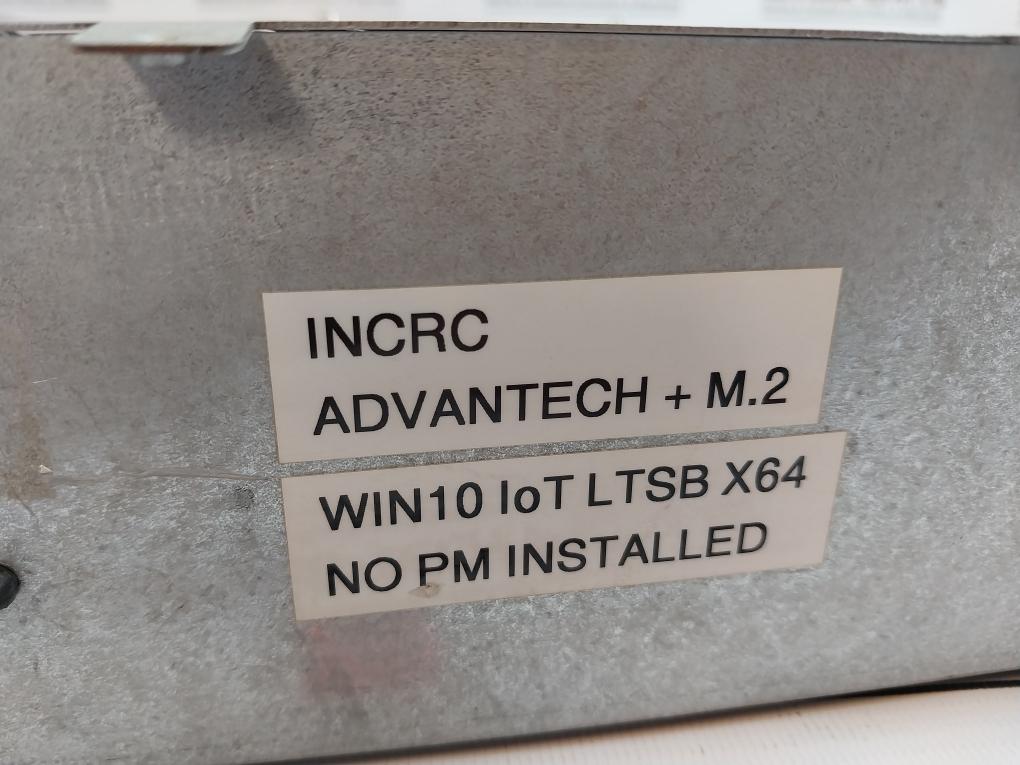 INCRC
ADVANTECH + M.2
WIN10 IoT LTSB X64
NO PM INSTALLED